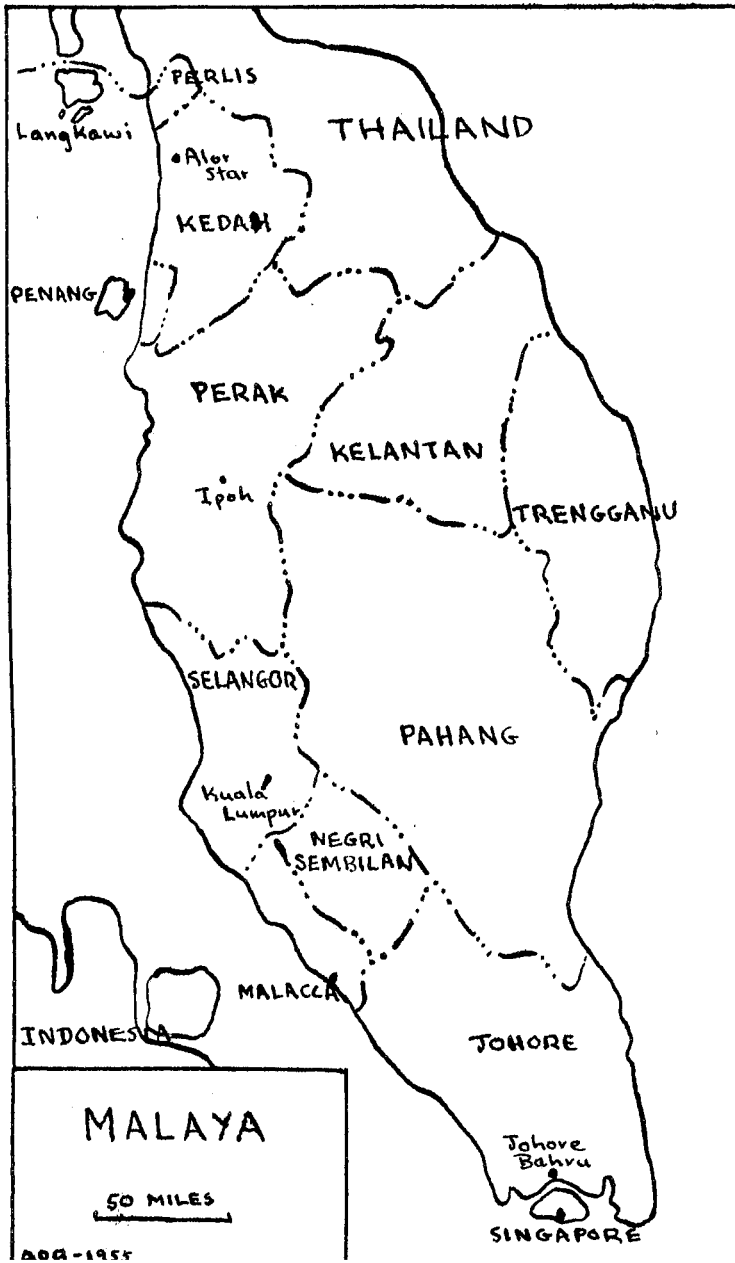 PERLIS
THAILAND
Langkawi
Alor
Star
KEDAH
PENANG
PERAK
KELANTAN
Ipoh
TRENGGANU
SELANGOR
PAHANG
Kuala
Lumpur
NEGRI
SEMBILAN
MALACCA
INDONESIA
JOHORE
MALAYA
50 MILES
Johore
Bahru
SINGAPORE
1955